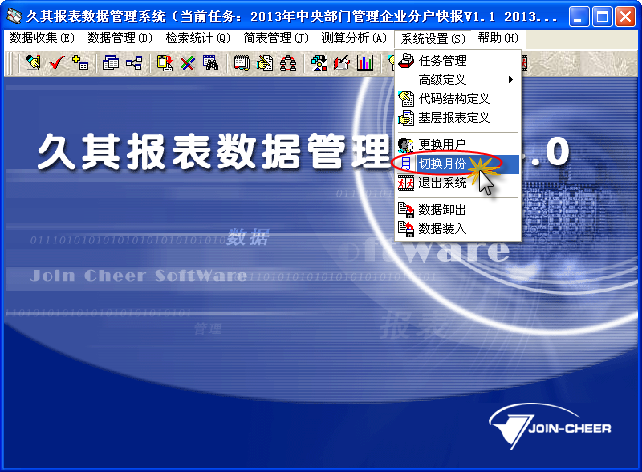 久其报表数据管理系统（当前任务：2013年中央部门管理企业分户快报V1.1 2013...
数据收集(E) 数据管理(D) 检索统计(Q) 简表管理(T) 测算分析(A) 系统设置(S) 帮助(H)
任务管理
高级定义
代码结构定义
基层报表定义
更换用户
切换月份
退出系统
数据卸出
数据装入
久其报表数据管理 .0
数据
Software
Join Cheer SoftWare
管理
报表
JOIN-CHEER